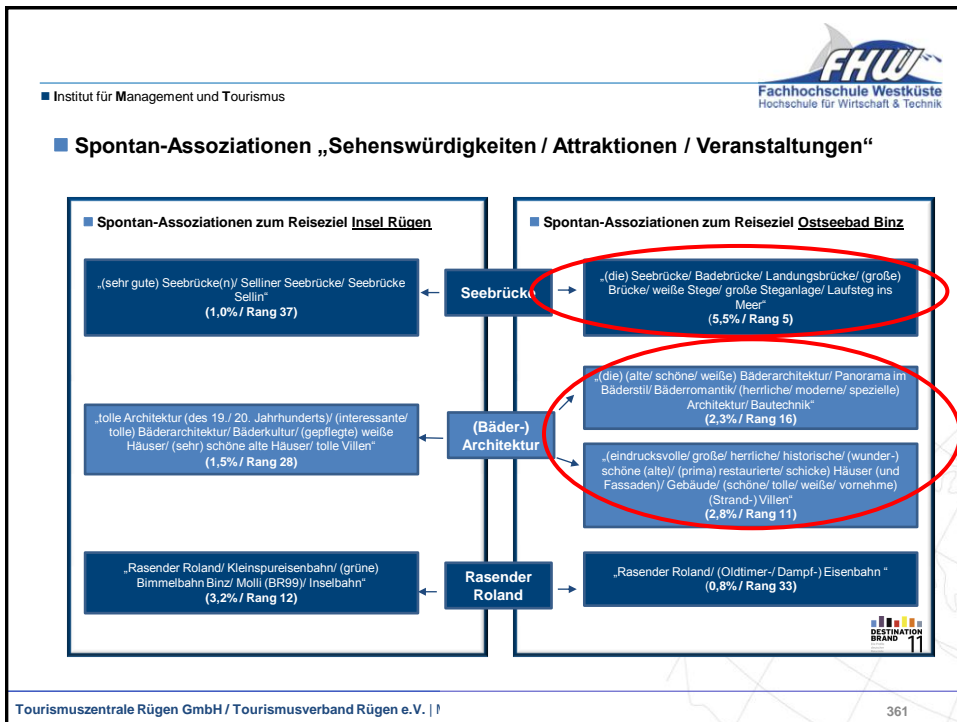 FHW
Fachhochschule Westküste
Hochschule für Wirtschaft & Technik
Institut für Management und Tourismus
Spontan-Assoziationen „Sehenswürdigkeiten / Attraktionen / Veranstaltungen“
Spontan-Assoziationen zum Reiseziel Insel Rügen
„(sehr gute) Seebrücke(n)/ Selliner Seebrücke/ Seebrücke
Sellin“
(1,0% / Rang 37)
„tolle Architektur (des 19./ 20. Jahrhunderts)/ (interessante/
tolle) Bäderarchitektur/ Bäderkultur/ (gepflegte) weiße
Häuser/ (sehr) schöne alte Häuser/ tolle Villen“
(1,5% / Rang 28)
„Rasender Roland/ Kleinspureisenbahn/ (grüne)
Bimmelbahn Binz/ Molli (BR99)/ Inselbahn“
(3,2% / Rang 12)
Seebrücke
(Bäder-)
Architektur
Rasender
Roland
Spontan-Assoziationen zum Reiseziel Ostseebad Binz
„(die) Seebrücke/ Badebrücke/ Landungsbrücke/ (große)
Brücke/ weiße Stege/ große Steganlage/ Laufsteg ins
Meer“
(5,5% / Rang 5)
„(die) (alte/ schöne/ weiße) Bäderarchitektur/ Panorama im
Bäderstil/ Bäderromantik/ (herrliche/ moderne/ spezielle)
Architektur/ Bautechnik“
(2,3% / Rang 16)
„(eindrucksvolle/ große/ herrliche/ historische/ (wunder-)
schöne (alte)/ (prima) restaurierte/ schicke) Häuser (und
Fassaden)/ Gebäude/ (schöne/ tolle/ weiße/ vornehme)
(Strand-) Villen“
(2,8% / Rang 11)
„Rasender Roland/ (Oldtimer-/ Dampf-) Eisenbahn “
(0,8% / Rang 33)
DESTINATION
BRAND 11
Tourismuszentrale Rügen GmbH / Tourismusverband Rügen e.V. |
361